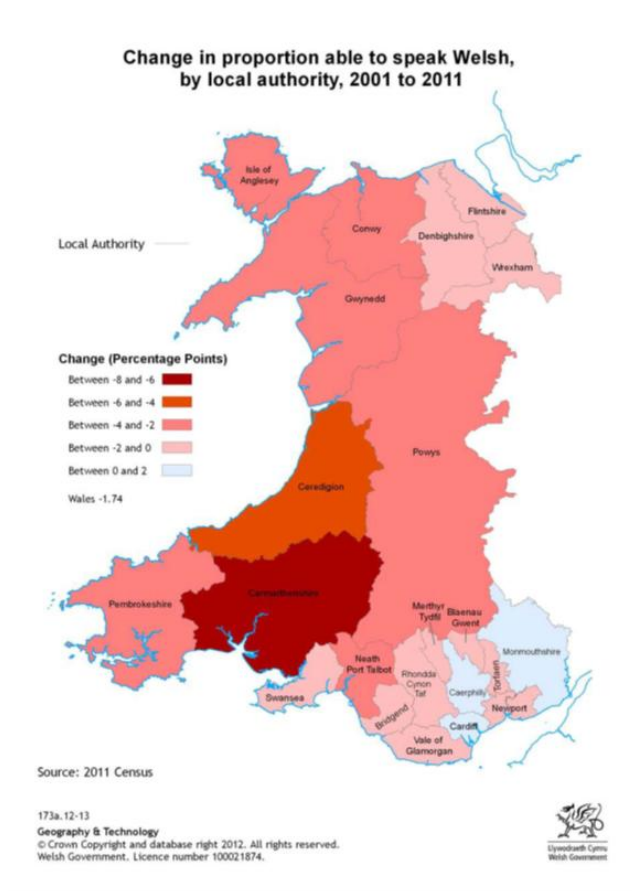 Change in proportion able to speak Welsh,
by local authority, 2001 to 2011
Isle of
Anglesey
Flintshire
Conwy
Denbighshire
Local Authority
Wrexham
Gwynedd
Change (Percentage Points)
Between -8 and -6
Between -6 and -4
Between -4 and -2
Between -2 and 0
Between 0 and 2
Wales -1.74
Powys
Ceredigion
Carmarthenshire
Pembrokeshire
Merthyr
Tydfil
Blaenau
Gwent
Monmouthshire
Neath
Port Talbot
Rhondda
Cynon
Taf
Torfaen
Caerphilly
Swansea
Newport
Bridgend
Cardiff
Vale of
Glamorgan
Source: 2011 Census
173a.12-13
Geography & Technology
© Crown Copyright and database right 2012. All rights reserved.
Welsh Government. Licence number 100021874.
Llywodraeth Cymru
Welsh Government